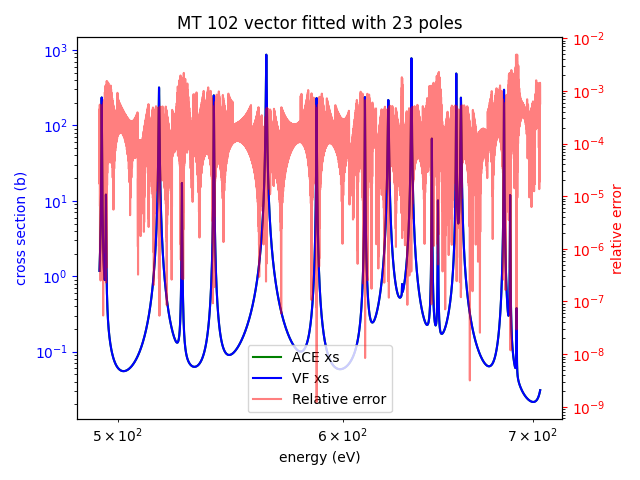 MT 102 vector fitted with 23 poles
10³
10²
10¹
10⁰
10⁻¹
cross section (b)
10⁻²
10⁻³
10⁻⁴
10⁻⁵
10⁻⁶
10⁻⁷
10⁻⁸
10⁻⁹
relative error
ACE xs
VF xs
Relative error
5 × 10² 6 × 10² 7 × 10²
energy (eV)